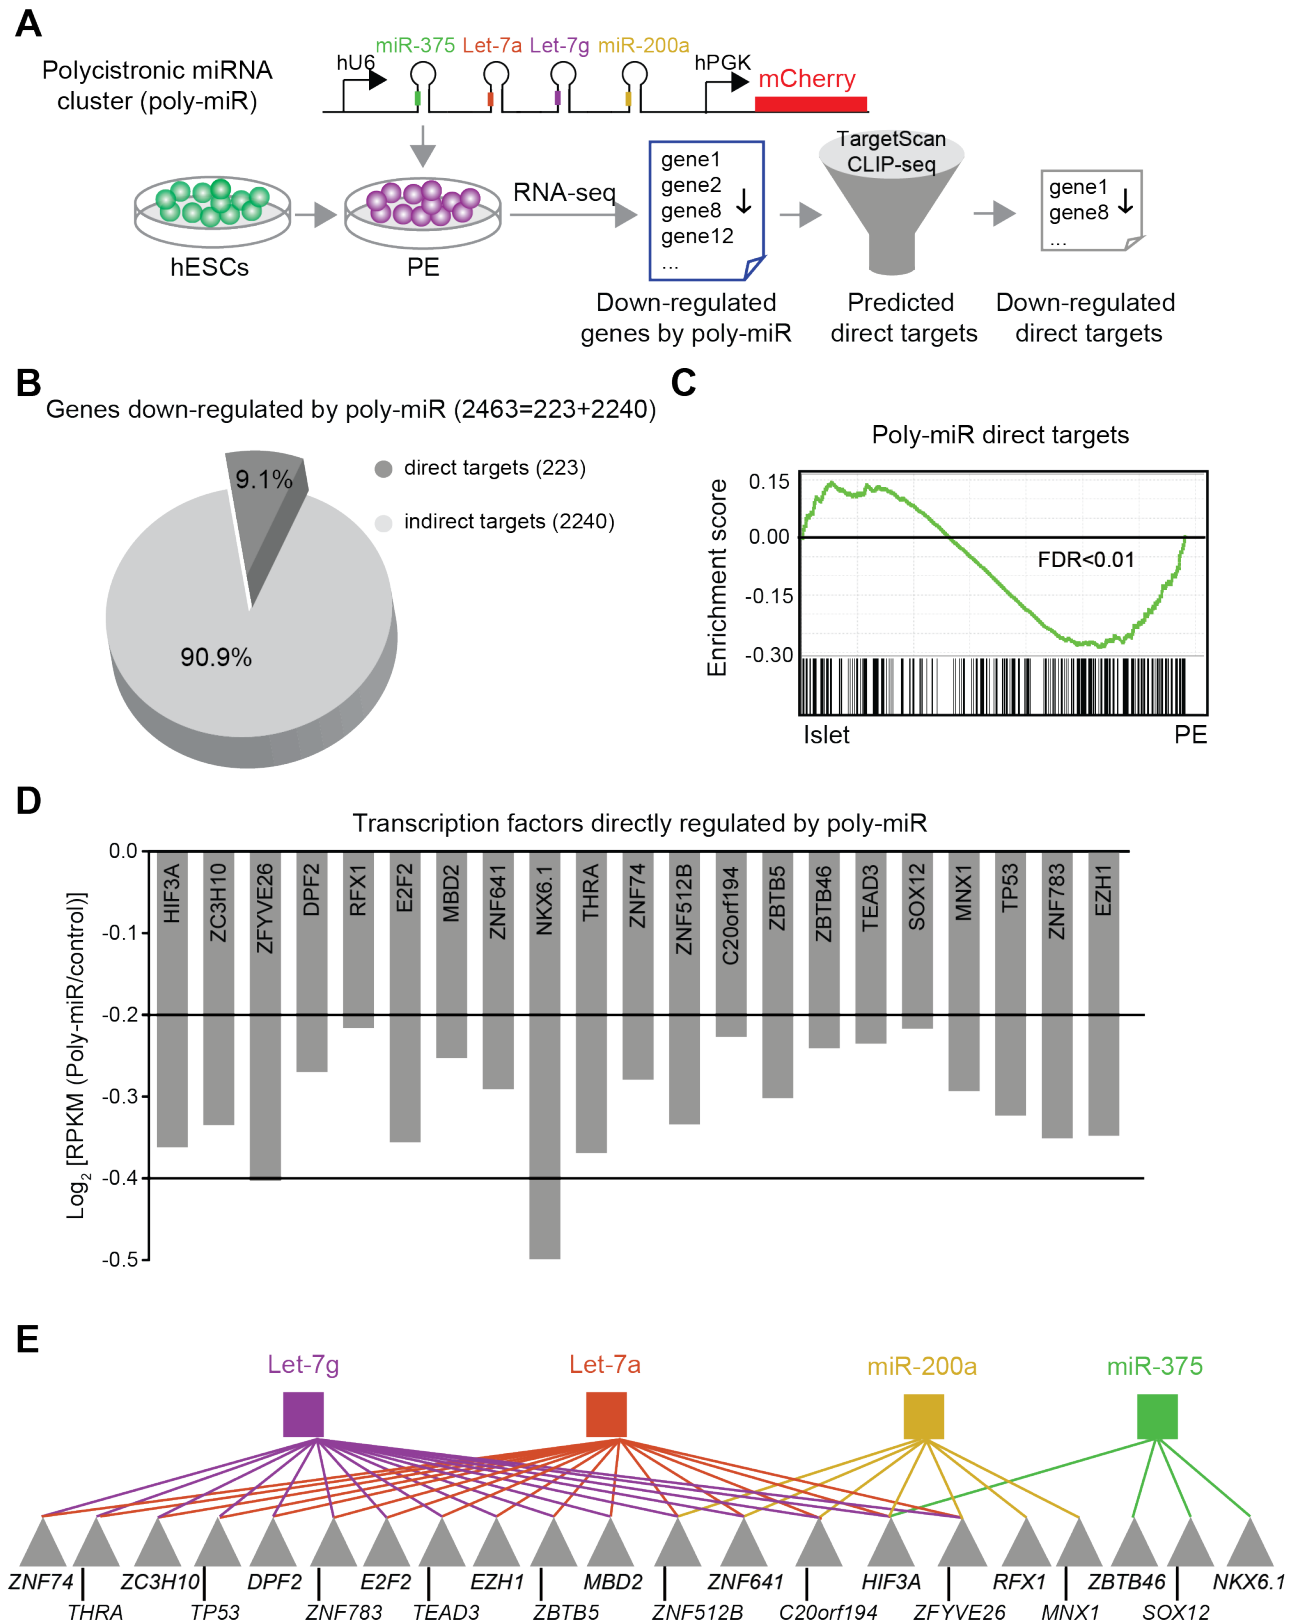 A
miR-375 Let-7a Let-7g miR-200a
hU6
hPGK
mCherry
Polycistronic miRNA
cluster (poly-miR)
TargetScan
CLIP-seq
gene1
gene2
gene8
gene12
...
RNA-seq
gene1
gene8
...
hESCs
PE
Down-regulated
genes by poly-miR
Predicted
direct targets
Down-regulated
direct targets
B
Genes down-regulated by poly-miR (2463=223+2240)
9.1%
90.9%
direct targets (223)
indirect targets (2240)
C
Poly-miR direct targets
Enrichment score
0.15
0.00
-0.15
-0.30
FDR<0.01
Islet
PE
D
Transcription factors directly regulated by poly-miR
Log2 [RPKM (Poly-miR/control)]
0.0
-0.1
-0.2
-0.3
-0.4
-0.5
HIF3A
ZC3H10
ZFYVE26
DPF2
RFX1
E2F2
MBD2
ZNF641
NKX6.1
THRA
ZNF74
ZNF512B
C20orf194
ZBTB5
ZBTB46
TEAD3
SOX12
MNX1
TP53
ZNF783
EZH1
E
Let-7g
Let-7a
miR-200a
miR-375
ZNF74 ZC3H10 DPF2 E2F2 EZH1 MBD2 ZNF641 HIF3A RFX1 ZBTB46 NKX6.1
THRA TP53 ZNF783 TEAD3 ZBTB5 ZNF512B C20orf194 ZFYVE26 MNX1 SOX12